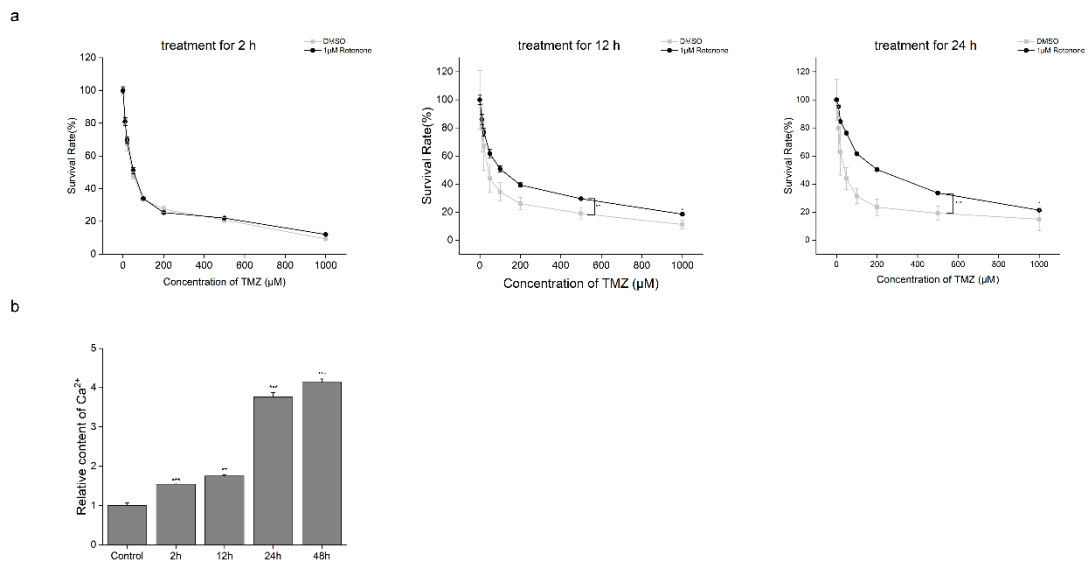 a
treatment for 2 h
DMSO
1μM Rotenone
120
100
80
60
40
20
0
Survival Rate(%)
0 200 400 600 800 1000
Concentration of TMZ (μM)
treatment for 12 h
DMSO
1μM Rotenone
120
100
80
60
40
20
0
Survival Rate(%)
0 200 400 600 800 1000
Concentration of TMZ (μM)
treatment for 24 h
DMSO
1μM Rotenone
120
100
80
60
40
20
0
Survival Rate(%)
0 200 400 600 800 1000
Concentration of TMZ (μM)
b
5
4
3
2
1
0
Relative content of Ca²⁺
Control 2h 12h 24h 48h